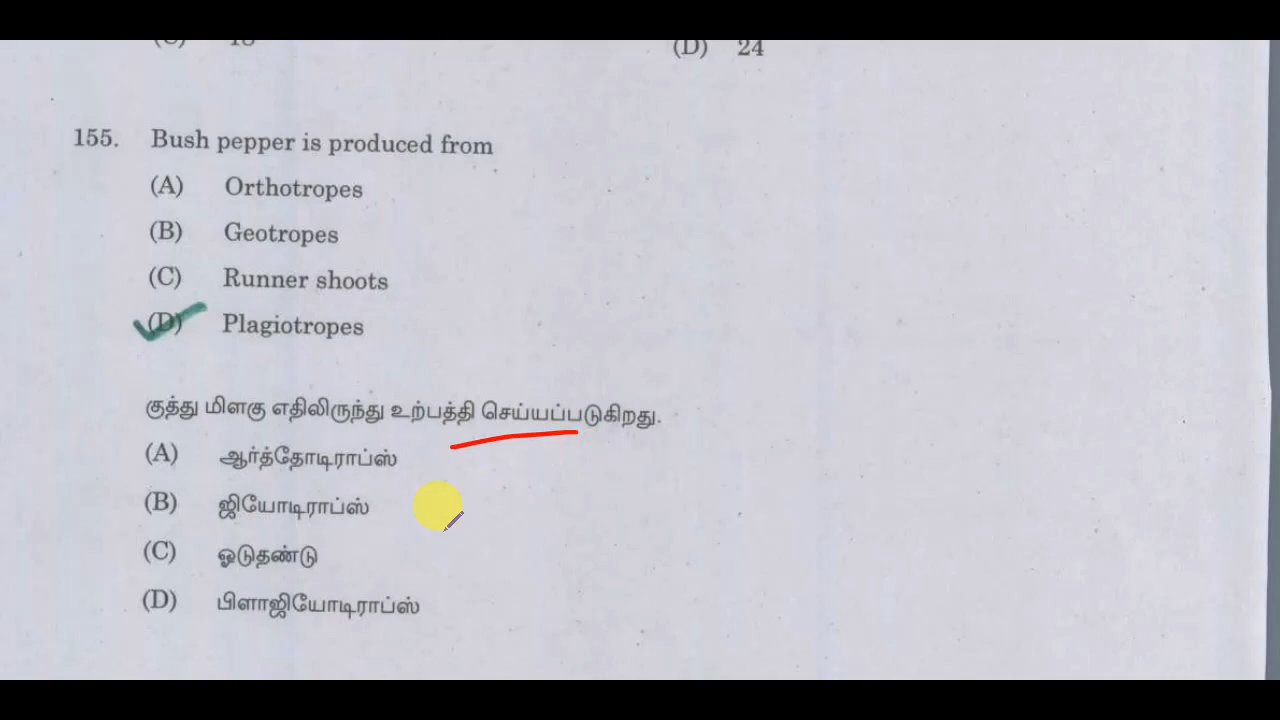 (D) 24
155. Bush pepper is produced from
(A) Orthotropes
(B) Geotropes
(C) Runner shoots
(D) Plagiotropes
குத்து மிளகு எதிலிருந்து உற்பத்தி செய்யப்படுகிறது.
(A) ஆர்த்தோடிராப்ஸ்
(B) ஜியோடிராப்ஸ்
(C) ஓடுதண்டு
(D) பிளாஜியோடிராப்ஸ்